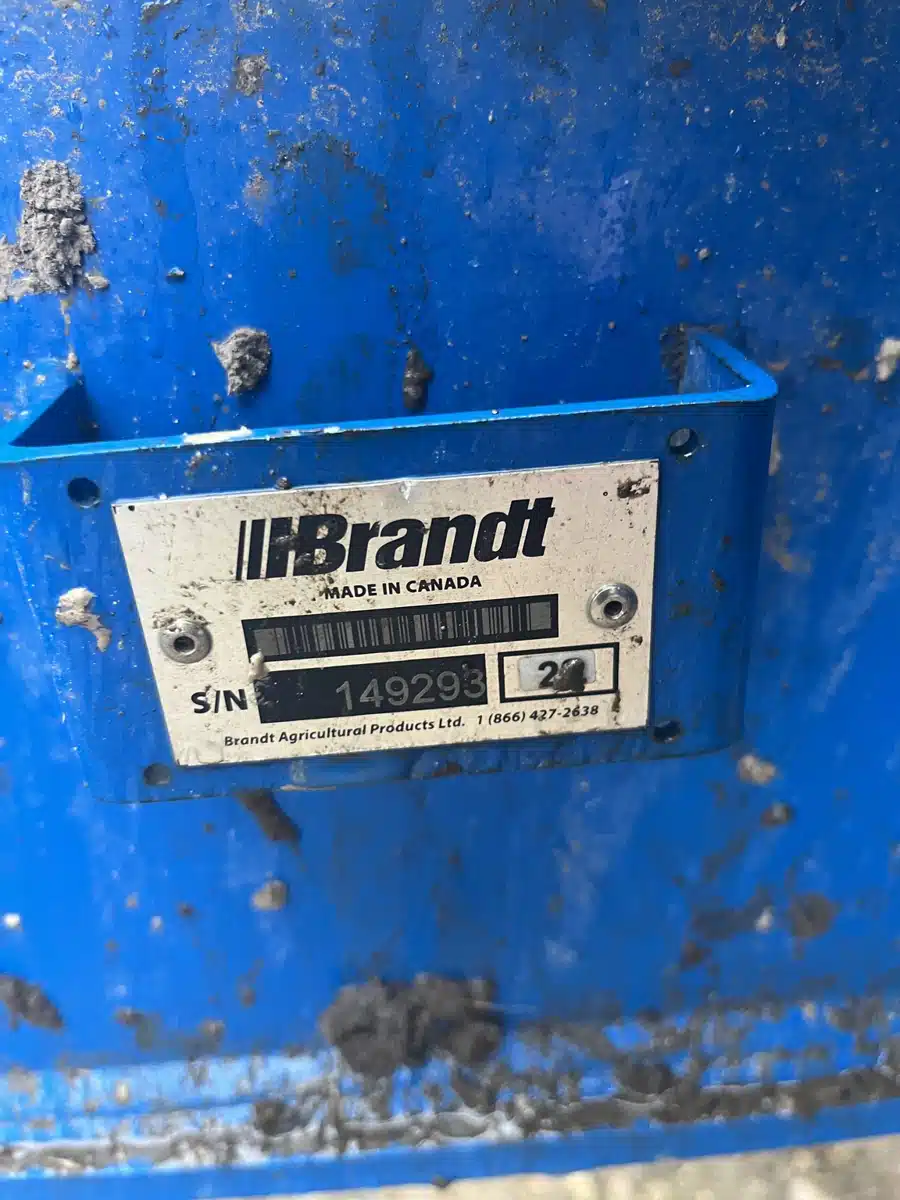 Brandt
MADE IN CANADA
S/N 149293
Brandt Agricultural Products Ltd. 1 (866) 427-2638